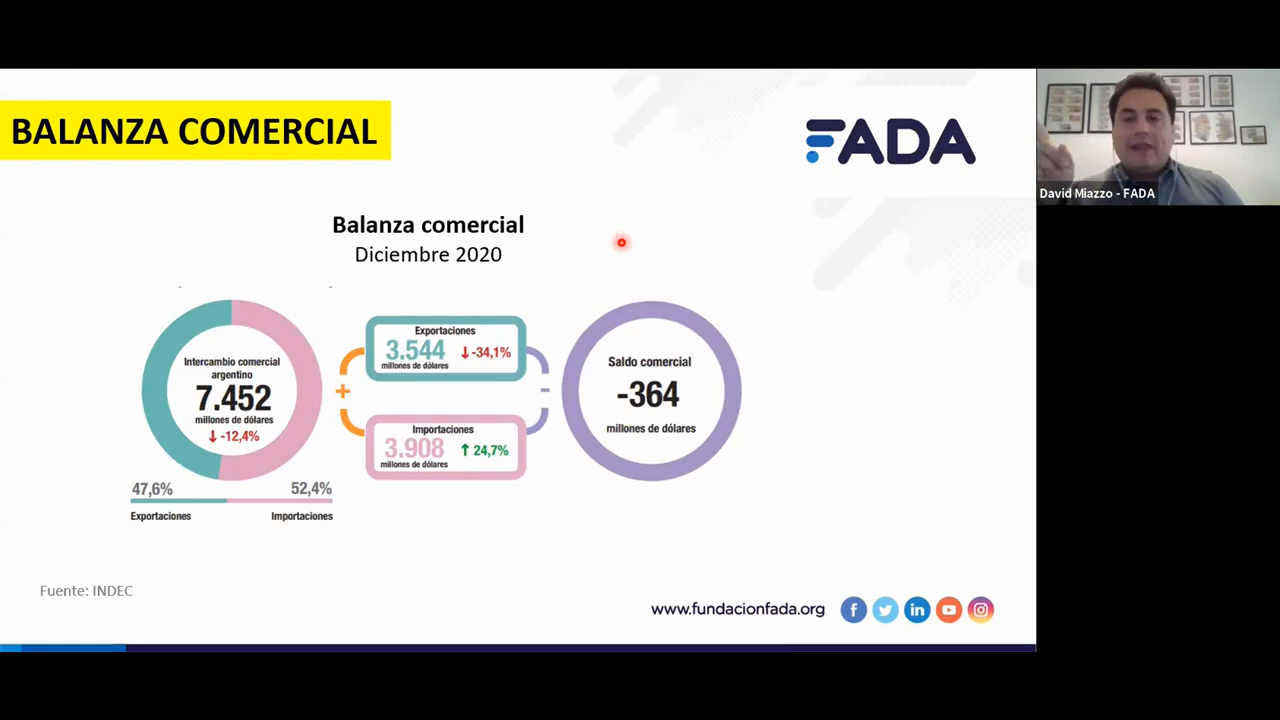 BALANZA COMERCIAL
FADA
David Miazzo - FADA
Balanza comercial
Diciembre 2020
Intercambio comercial
argentino
7.452
millones de dólares
↓ -12,4%
47,6%
52,4%
Exportaciones
Importaciones
+
Exportaciones
3.544
↓-34,1%
millones de dólares
Importaciones
3.908
↑ 24,7%
millones de dólares
-
Saldo comercial
-364
millones de dólares
Fuente: INDEC
www.fundacionfada.org